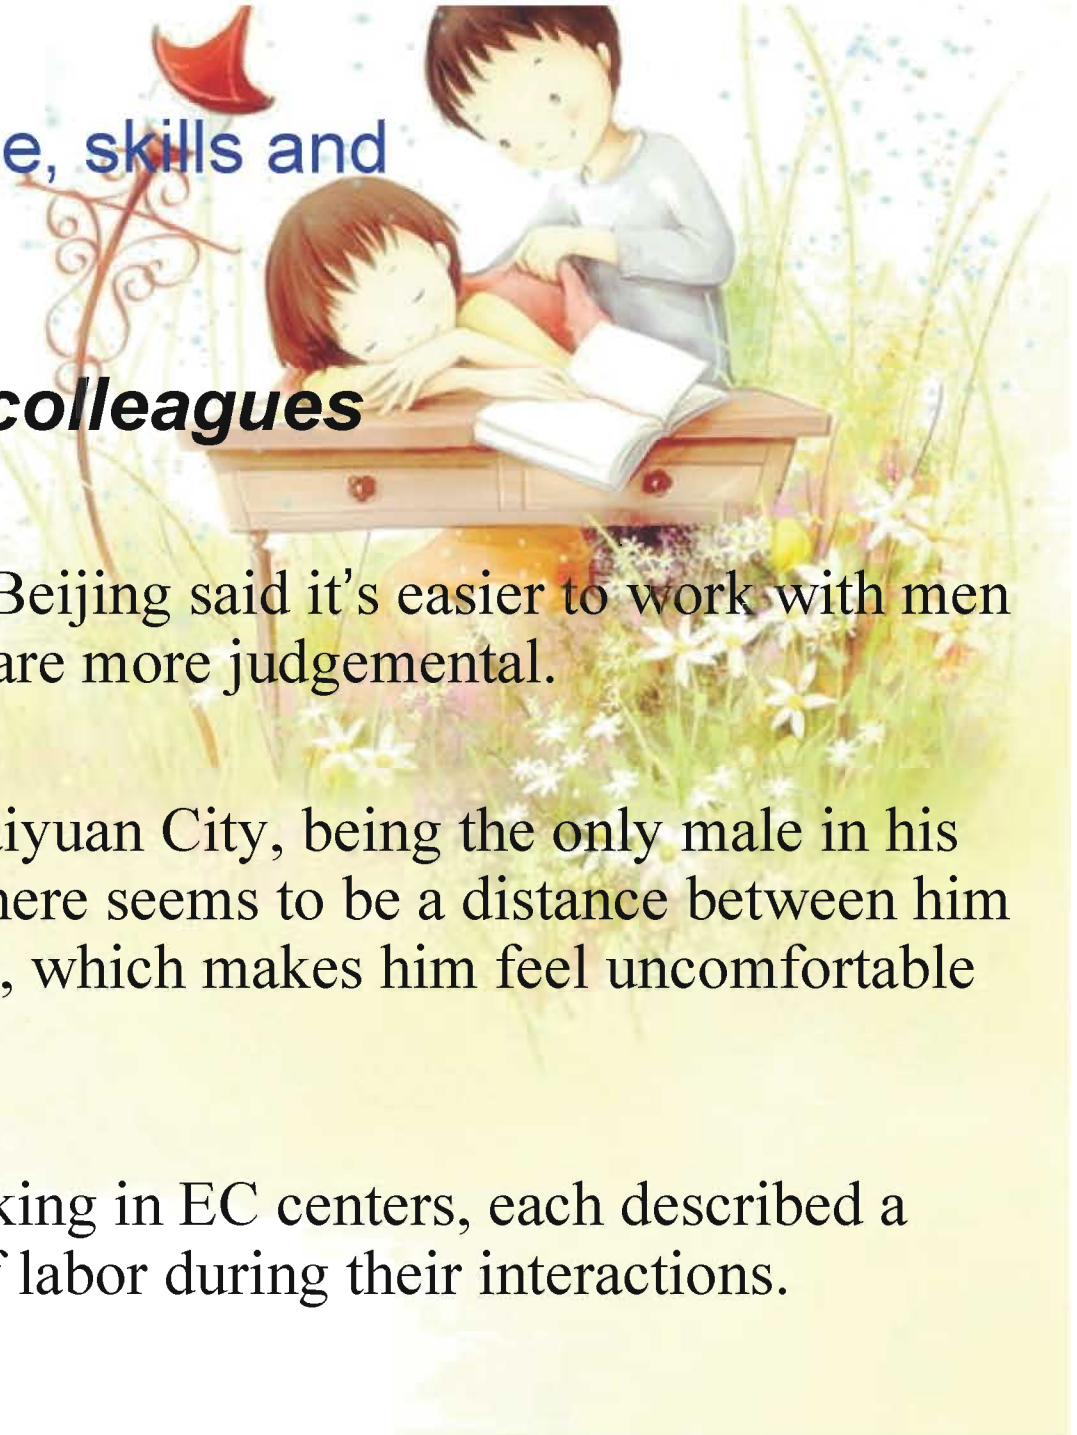 e, skills and
colleagues
Beijing said it’s easier to work with men
are more judgemental.
iyuan City, being the only male in his
here seems to be a distance between him
, which makes him feel uncomfortable
king in EC centers, each described a
f labor during their interactions.